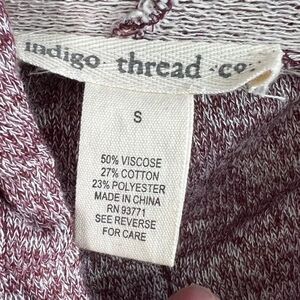 indigo thread co.
S
50% VISCOSE
27% COTTON
23% POLYESTER
MADE IN CHINA
RN 93771
SEE REVERSE
FOR CARE